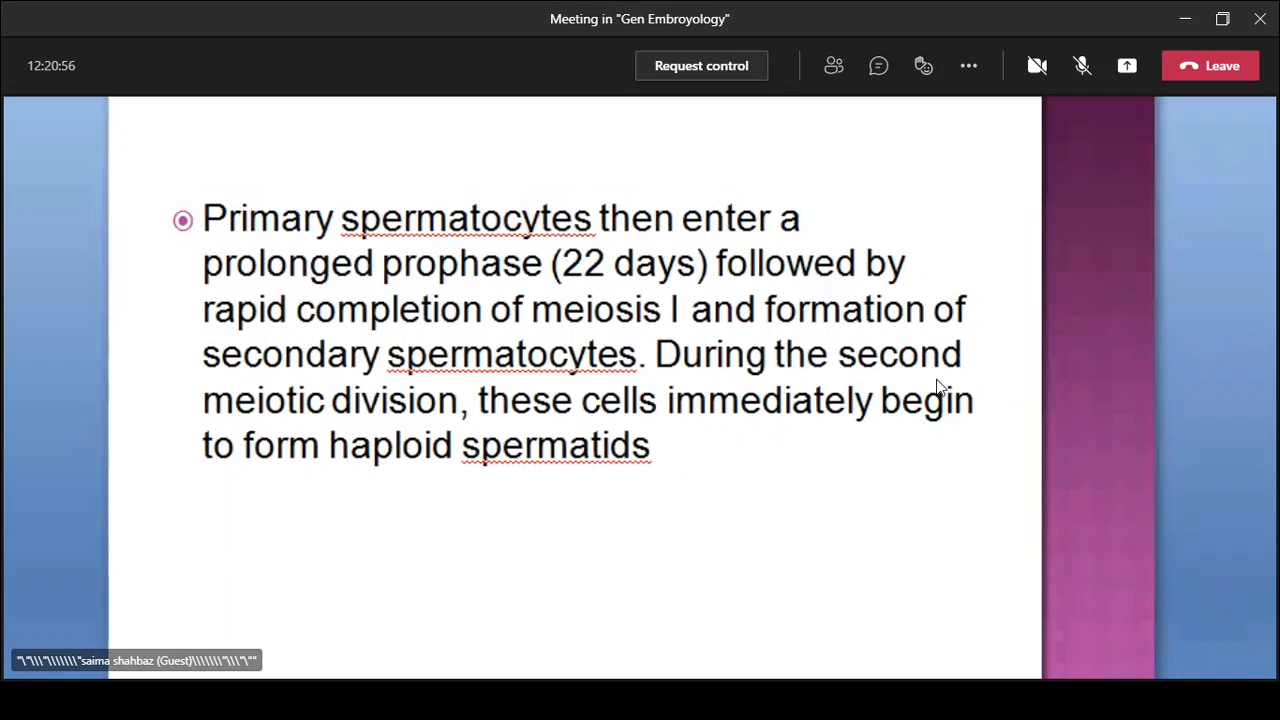 Meeting in "Gen Embroyology"
12:20:56
Request control
Leave
Primary spermatocytes then enter a
prolonged prophase (22 days) followed by
rapid completion of meiosis I and formation of
secondary spermatocytes. During the second
meiotic division, these cells immediately begin
to form haploid spermatids
"\"\\\"\\\\\\\"saima shahbaz (Guest)\\\\\\\"\\\"\""